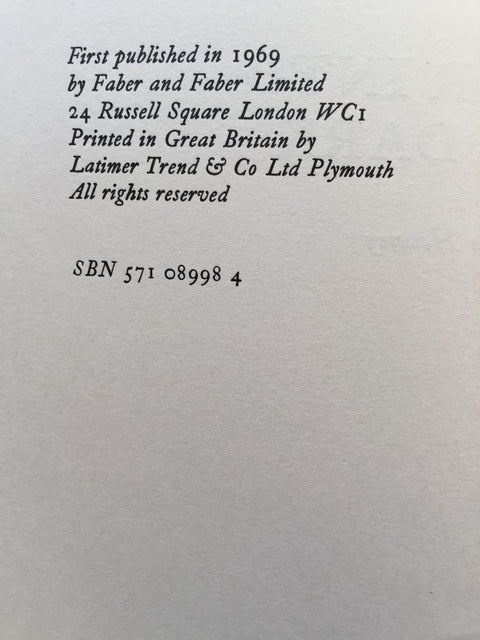 First published in 1969
by Faber and Faber Limited
24 Russell Square London WC1
Printed in Great Britain by
Latimer Trend & Co Ltd Plymouth
All rights reserved
SBN 571 08998 4